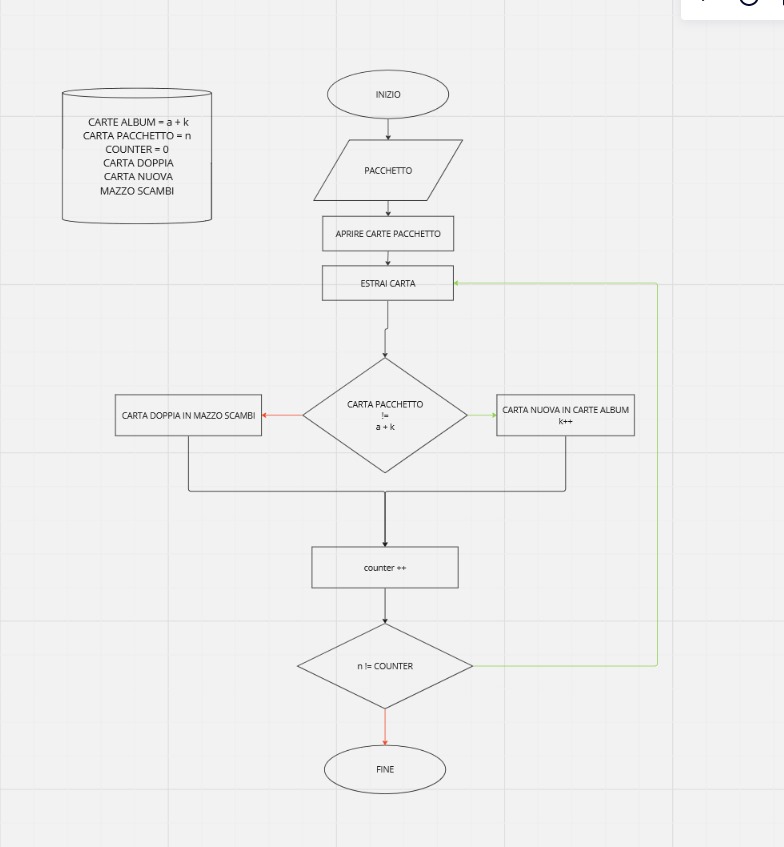 CARTE ALBUM = a + k
CARTA PACCHETTO = n
COUNTER = 0
CARTA DOPPIA
CARTA NUOVA
MAZZO SCAMBI
INIZIO
PACCHETTO
APRIRE CARTE PACCHETTO
ESTRAI CARTA
CARTA DOPPIA IN MAZZO SCAMBI
CARTA PACCHETTO
!=
a + k
CARTA NUOVA IN CARTE ALBUM
k++
counter ++
n != COUNTER
FINE